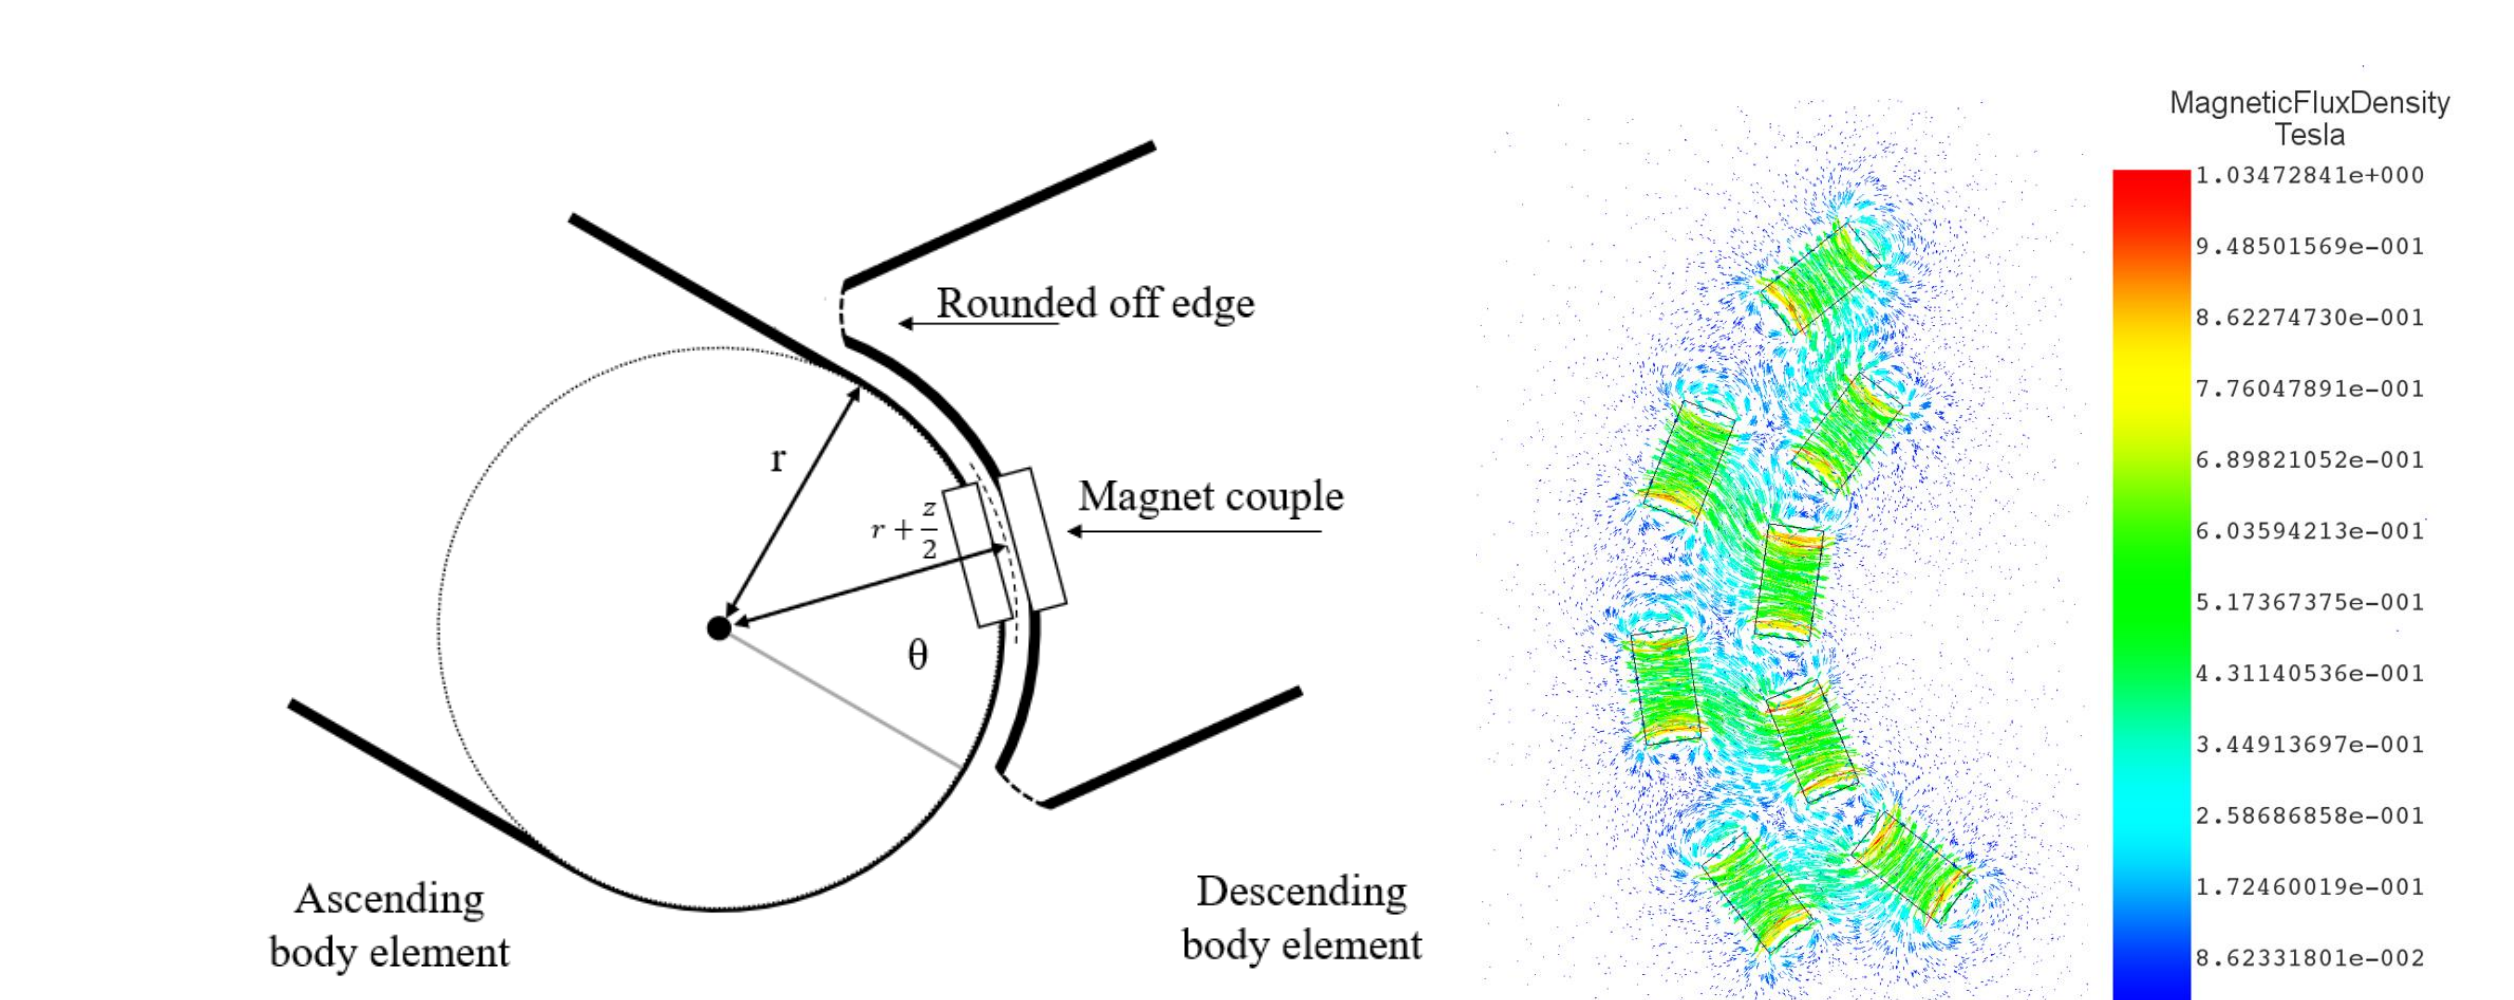 Rounded off edge
r
r + z/2
Magnet couple
θ
Ascending
body element
Descending
body element
MagneticFluxDensity
Tesla
1.03472841e+000
9.48501569e-001
8.62274730e-001
7.76047891e-001
6.89821052e-001
6.03594213e-001
5.17367375e-001
4.31140536e-001
3.44913697e-001
2.58686858e-001
1.72460019e-001
8.62331801e-002